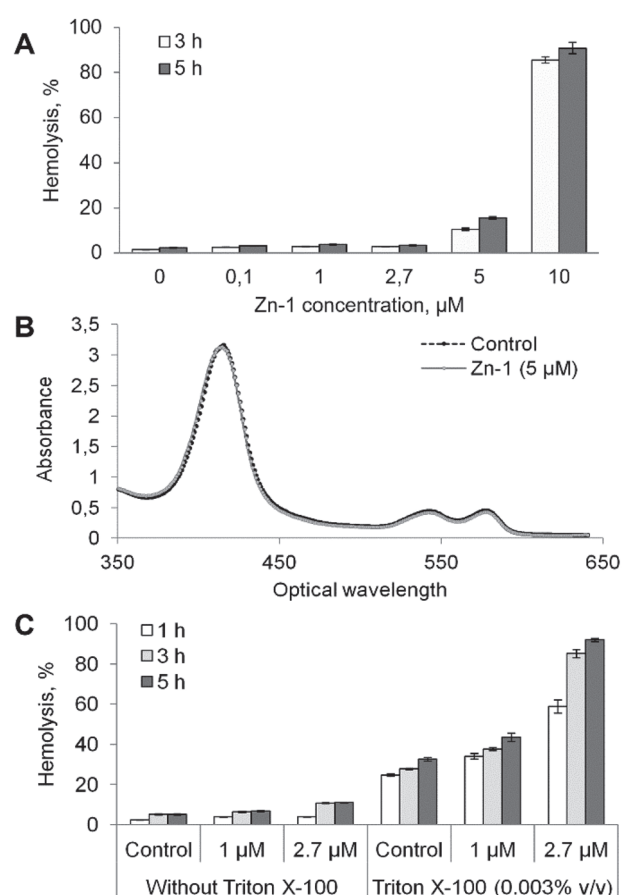 A
100
80
60
40
20
0
Hemolysis, %
3 h
5 h
0 0,1 1 2,7 5 10
Zn-1 concentration, µM
B
3,5
3
2,5
2
1,5
1
0,5
0
Absorbance
Control
Zn-1 (5 µM)
350 450 550 650
Optical wavelength
C
100
80
60
40
20
0
Hemolysis, %
1 h
3 h
5 h
Control 1 µM 2.7 µM Control 1 µM 2.7 µM
Without Triton X-100 Triton X-100 (0.003% v/v)